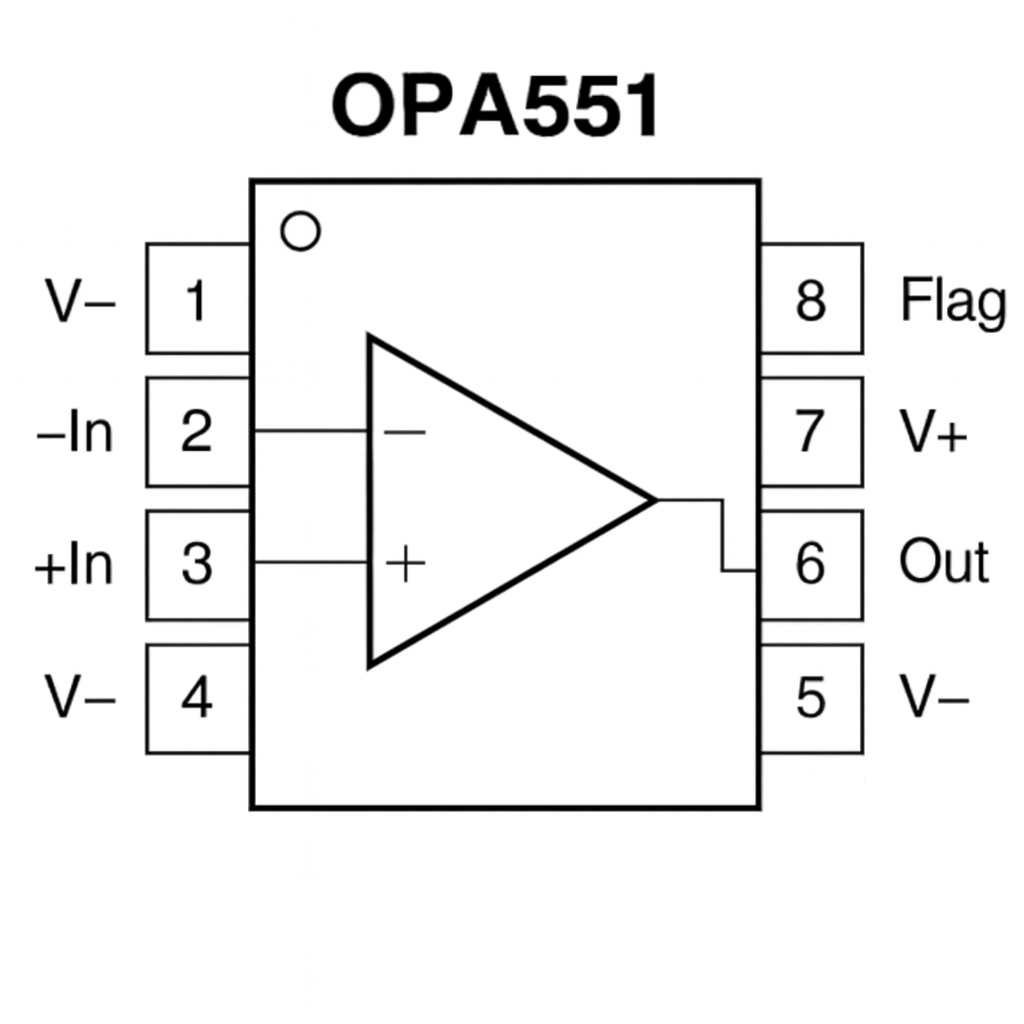 OPA551
V– 1 8 Flag
–In 2 – 7 V+
+In 3 + 6 Out
V– 4 5 V–